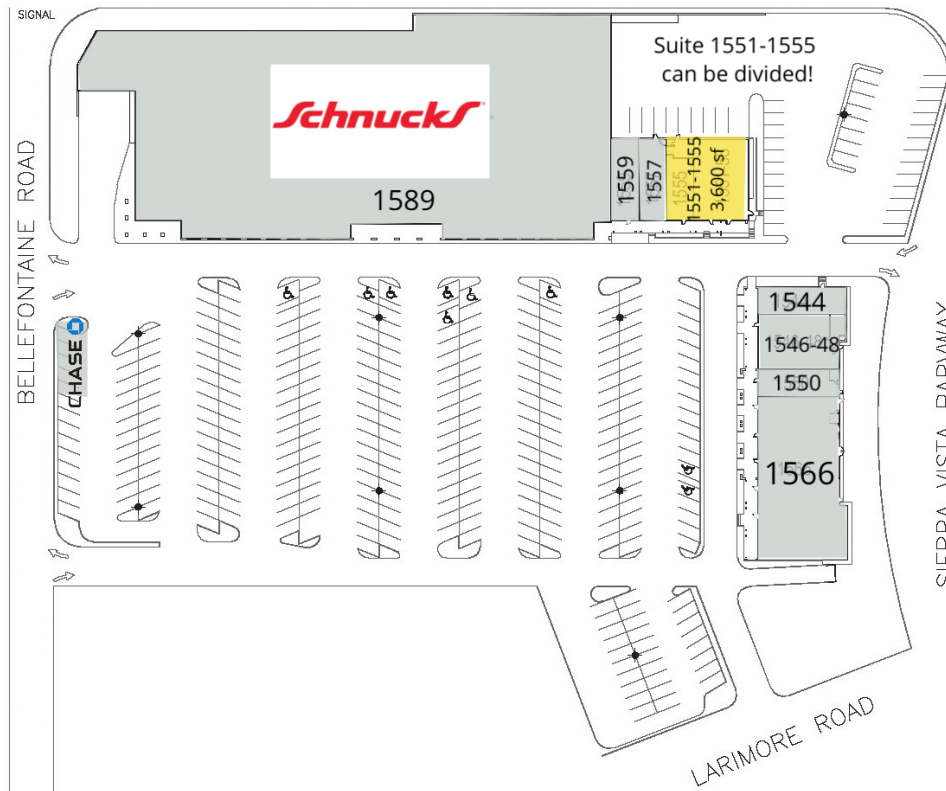 SIGNAL
Suite 1551-1555
can be divided!
Schnucks
1589
1559
1557
1555
1551-1555
3,600 sf
BELLEFONTAINE ROAD
CHASE
1544
1546-48
1550
1566
SIERRA VISTA PARKWAY
LARIMORE ROAD